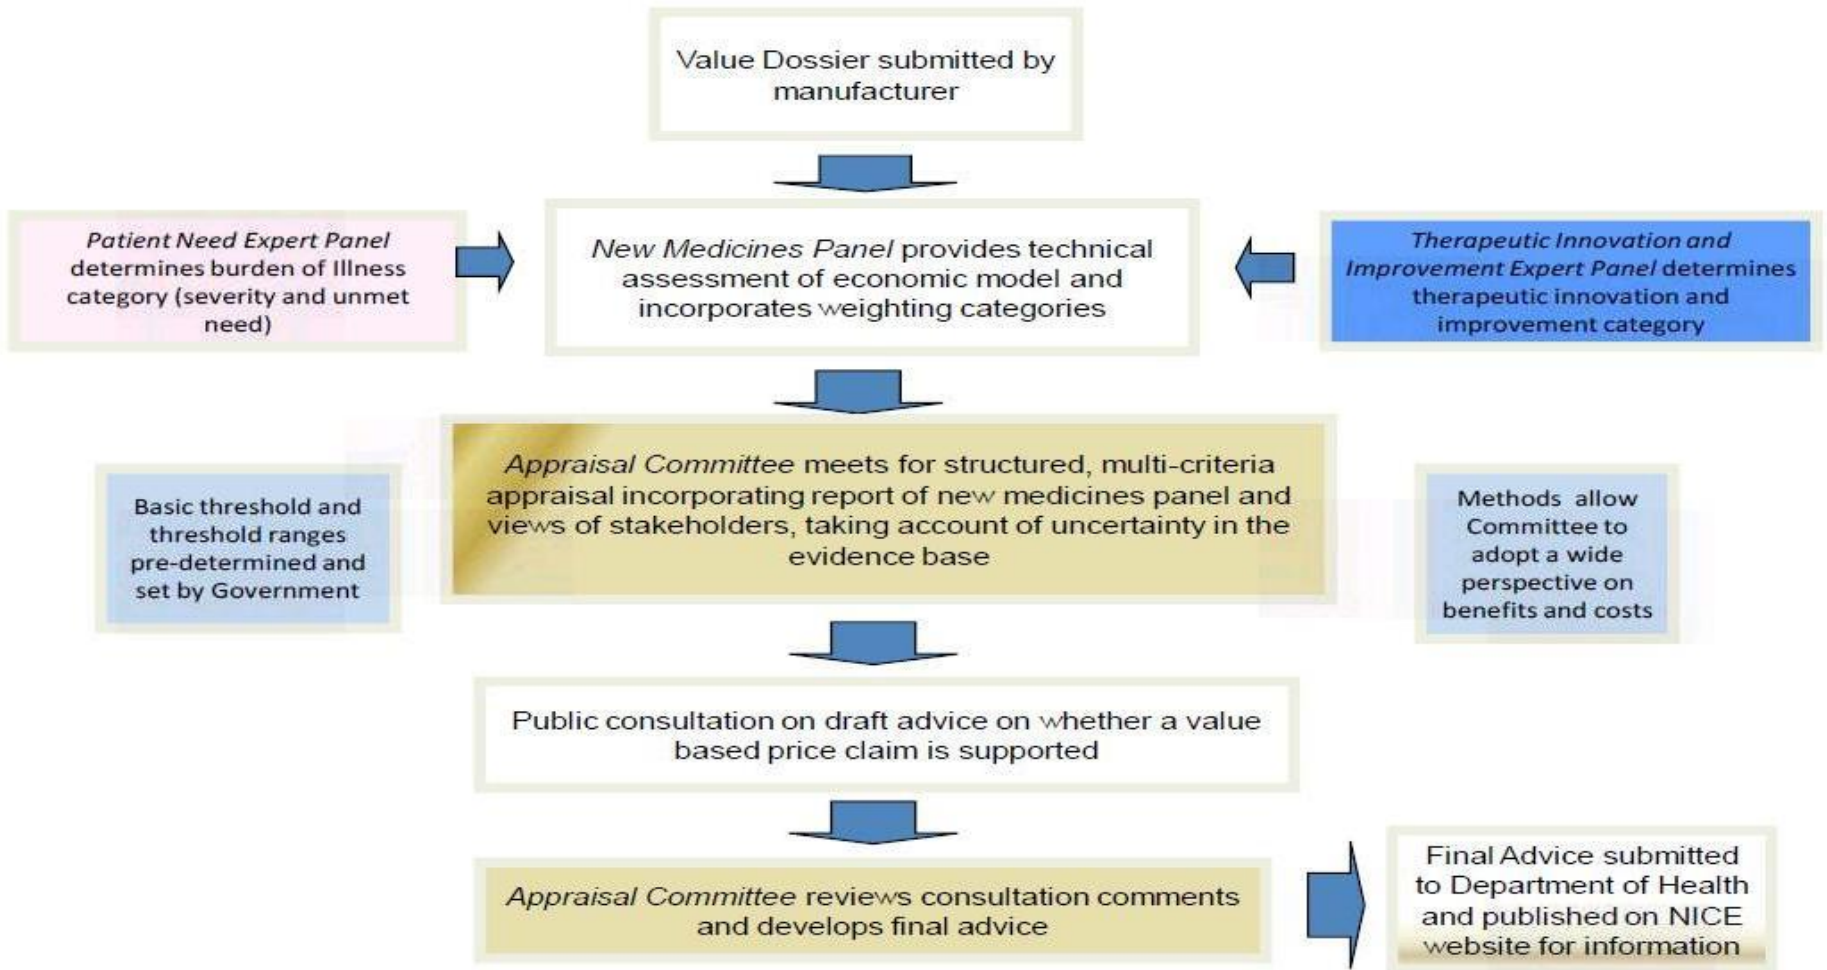 Value Dossier submitted by
manufacturer
Patient Need Expert Panel
determines burden of Illness
category (severity and unmet
need)
New Medicines Panel provides technical
assessment of economic model and
incorporates weighting categories
Therapeutic Innovation and
Improvement Expert Panel determines
therapeutic innovation and
improvement category
Basic threshold and
threshold ranges
pre-determined and
set by Government
Appraisal Committee meets for structured, multi-criteria
appraisal incorporating report of new medicines panel and
views of stakeholders, taking account of uncertainty in the
evidence base
Methods allow
Committee to
adopt a wide
perspective on
benefits and costs
Public consultation on draft advice on whether a value
based price claim is supported
Appraisal Committee reviews consultation comments
and develops final advice
Final Advice submitted
to Department of Health
and published on NICE
website for information